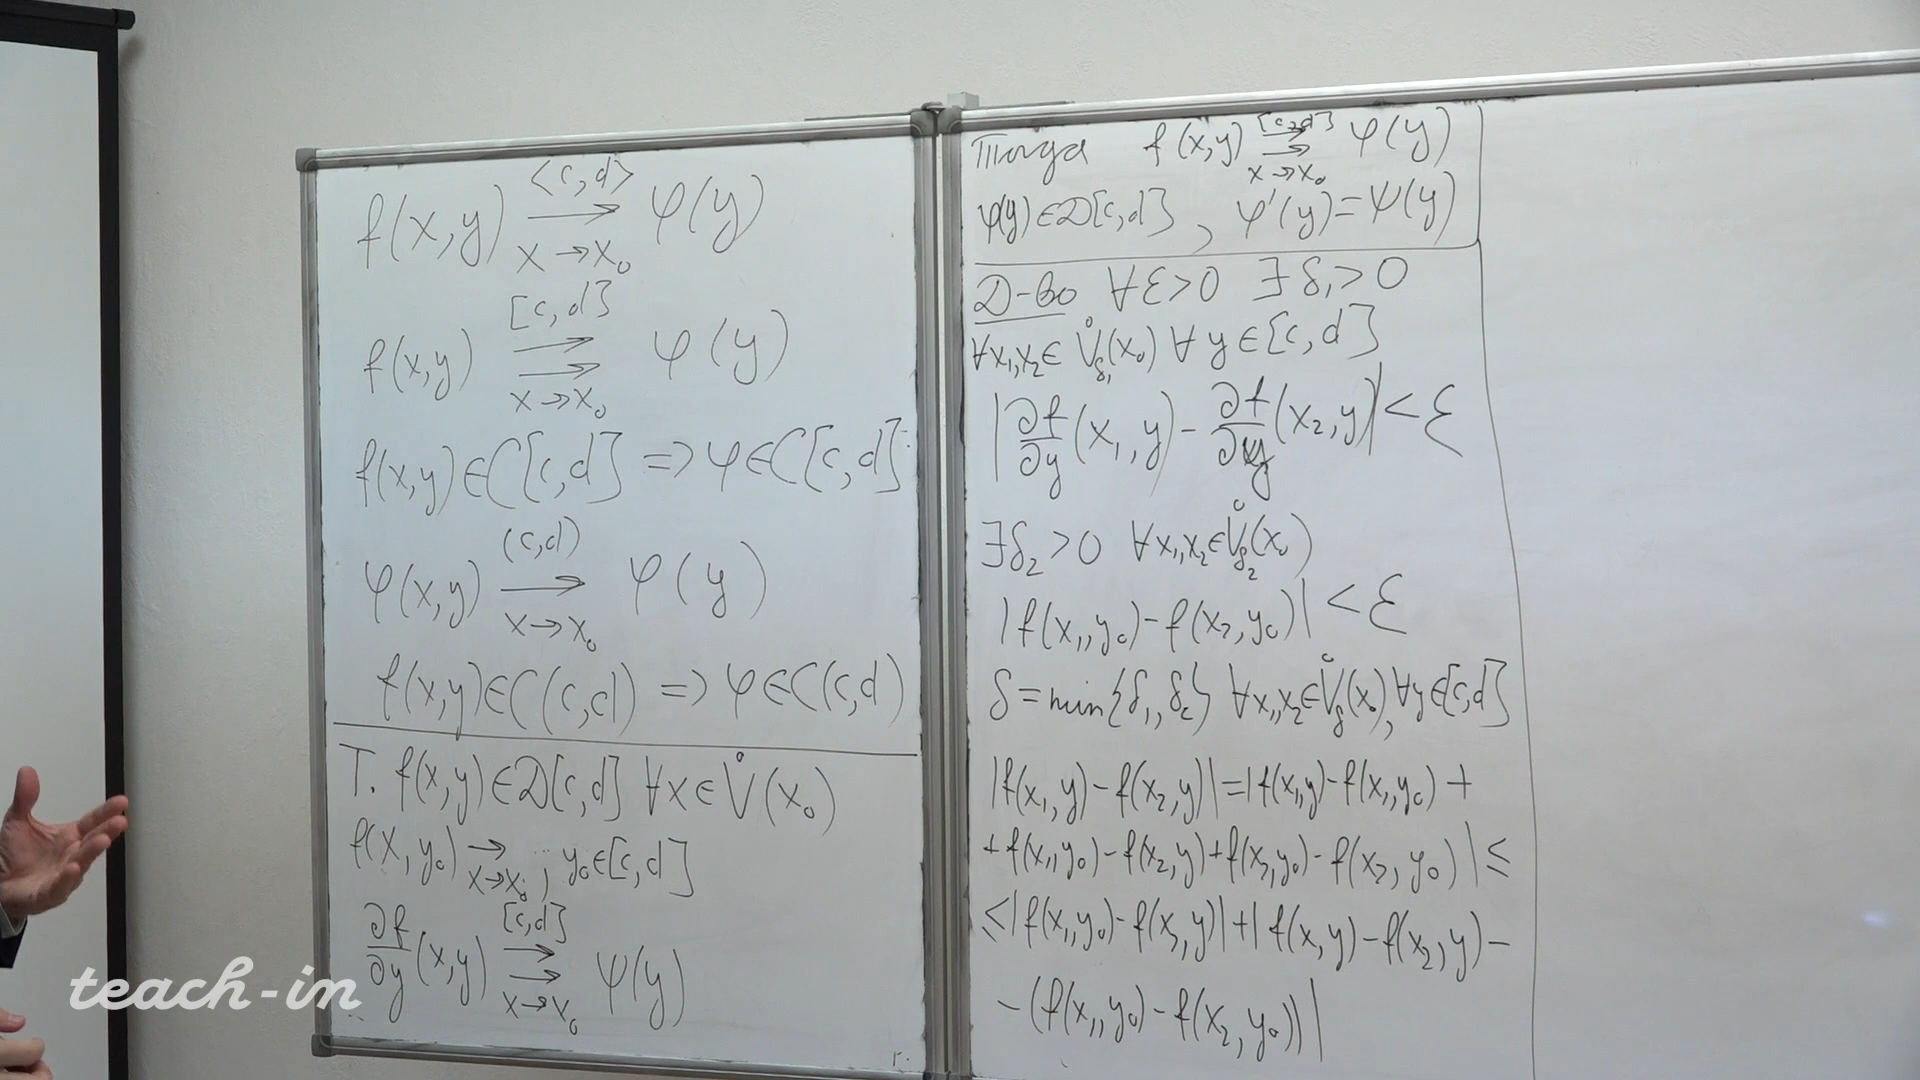 f(x,y) ⟶ φ(y) <c,d> x→x₀
f(x,y) ⇉ φ(y) [c,d] x→x₀
f(x,y)∈C[c,d] => φ∈C[c,d]
φ(x,y) ⟶ φ(y) (c,d) x→x₀
f(x,y)∈C(c,d) => φ∈C(c,d)
T. f(x,y)∈D[c,d] ∀x∈V̊(x₀)
f(x,y₀) → x→x₀, y₀∈[c,d]
∂f/∂y (x,y) ⇉ ψ(y) [c,d] x→x₀
teach-in
Тогда f(x,y) ⇉ φ(y) [c,d] x→x₀
φ(y)∈D[c,d], φ'(y)=ψ(y)
Д-во ∀ε>0 ∃δ₁>0
∀x₁,x₂∈V̊δ₁(x₀) ∀y∈[c,d]
|∂f/∂y(x₁,y)-∂f/∂y(x₂,y)|<ε
∃δ₂>0 ∀x₁,x₂∈V̊δ₂(x₀)
|f(x₁,y₀)-f(x₂,y₀)|<ε
δ=min{δ₁,δ₂} ∀x₁,x₂∈V̊δ(x₀), ∀y∈[c,d]
|f(x₁,y)-f(x₂,y)|=|f(x₁,y)-f(x₁,y₀)+
+f(x₁,y₀)-f(x₂,y)+f(x₂,y₀)-f(x₂,y₀)|≤
≤|f(x₁,y₀)-f(x₂,y)|+|f(x,y)-f(x₂,y)-
-(f(x₁,y₀)-f(x₂,y₀))|